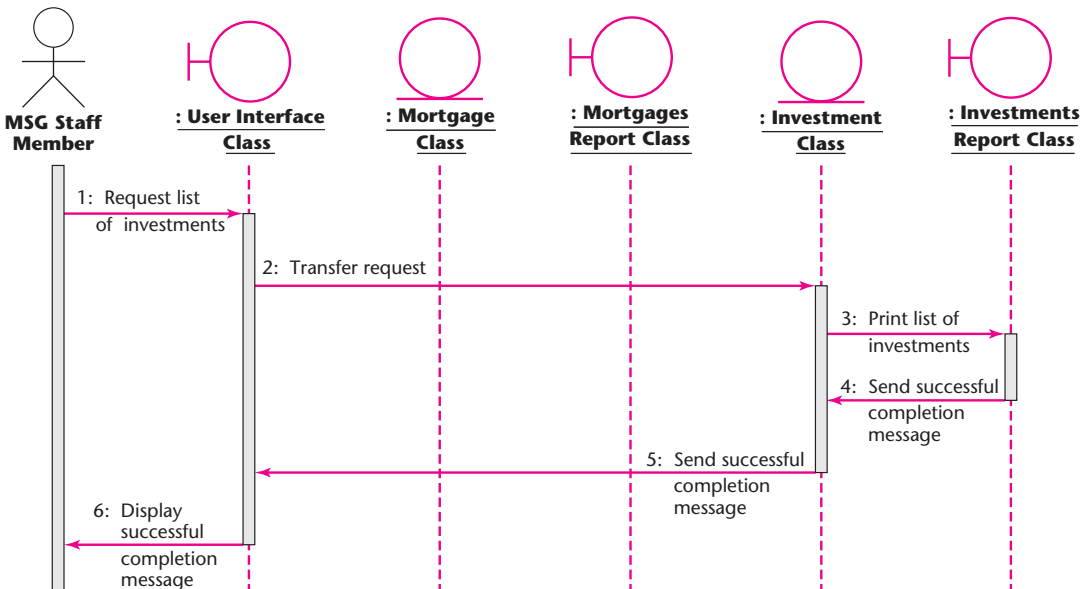 MSG Staff
Member
: User Interface
Class
: Mortgage
Class
: Mortgages
Report Class
: Investment
Class
: Investments
Report Class
1: Request list
of investments
2: Transfer request
3: Print list of
investments
4: Send successful
completion
message
5: Send successful
completion
message
6: Display
successful
completion
message